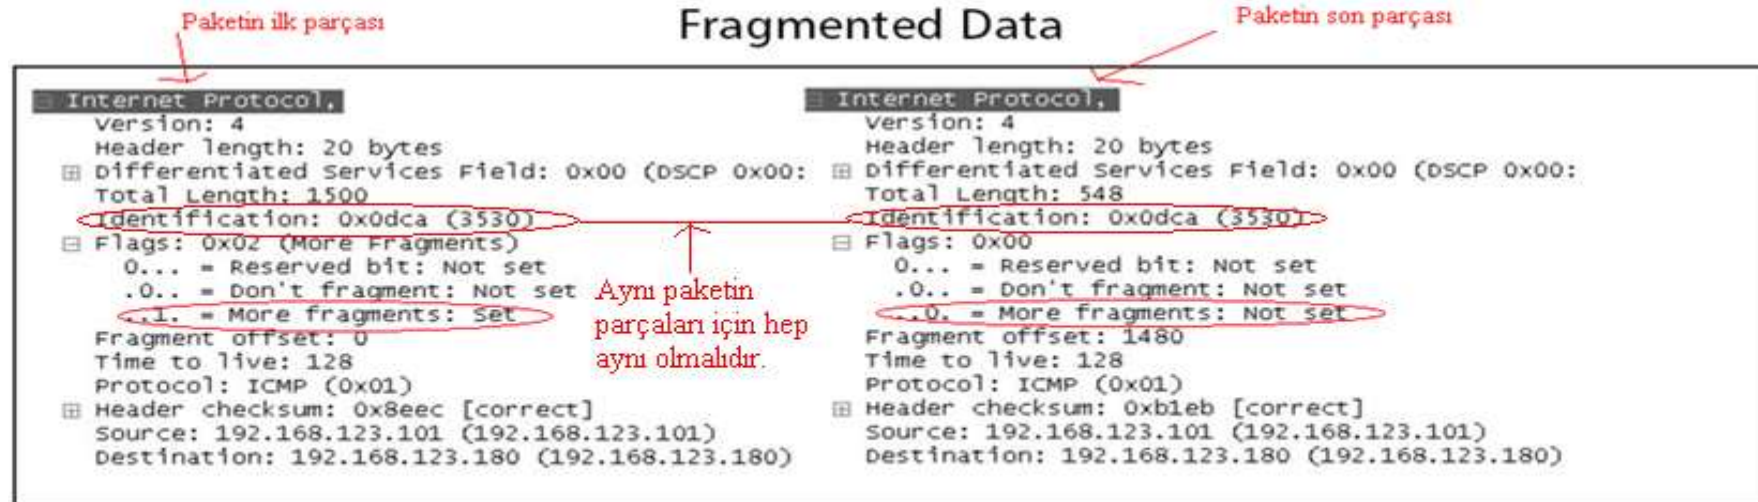 Paketin ilk parçası
Fragmented Data
Paketin son parçası
Internet Protocol,
Version: 4
Header length: 20 bytes
Differentiated Services Field: 0x00 (DSCP 0x00:
Total Length: 1500
Identification: 0x0dca (3530)
Flags: 0x02 (More Fragments)
0... = Reserved bit: Not set
.0.. = Don't fragment: Not set
..1. = More fragments: Set
Fragment offset: 0
Time to live: 128
Protocol: ICMP (0x01)
Header checksum: 0x8eec [correct]
Source: 192.168.123.101 (192.168.123.101)
Destination: 192.168.123.180 (192.168.123.180)
Aynı paketin
parçaları için hep
aynı olmalıdır.
Internet Protocol,
Version: 4
Header length: 20 bytes
Differentiated Services Field: 0x00 (DSCP 0x00:
Total Length: 548
Identification: 0x0dca (3530)
Flags: 0x00
0... = Reserved bit: Not set
.0.. = Don't fragment: Not set
..0. = More fragments: Not set
Fragment offset: 1480
Time to live: 128
Protocol: ICMP (0x01)
Header checksum: 0xb1eb [correct]
Source: 192.168.123.101 (192.168.123.101)
Destination: 192.168.123.180 (192.168.123.180)